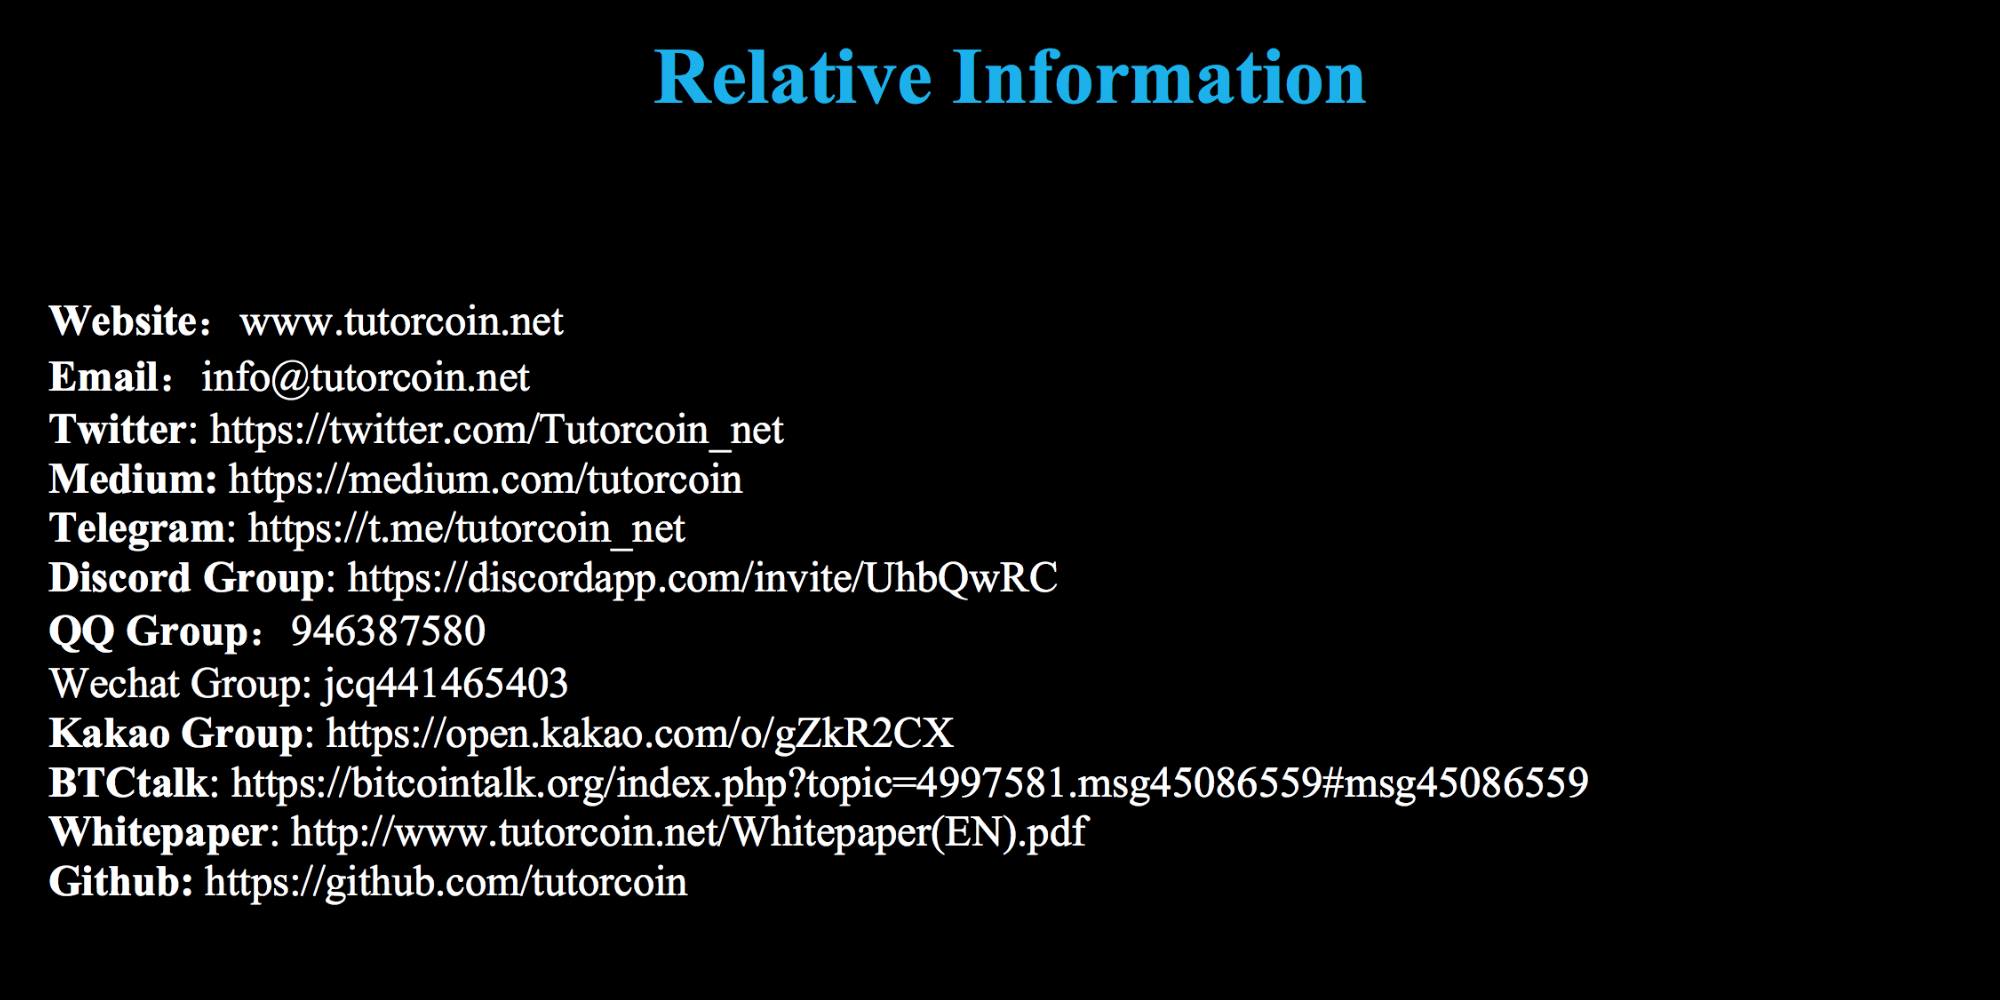 Relative Information
Website：www.tutorcoin.net
Email：info@tutorcoin.net
Twitter: https://twitter.com/Tutorcoin_net
Medium: https://medium.com/tutorcoin
Telegram: https://t.me/tutorcoin_net
Discord Group: https://discordapp.com/invite/UhbQwRC
QQ Group：946387580
Wechat Group: jcq441465403
Kakao Group: https://open.kakao.com/o/gZkR2CX
BTCtalk: https://bitcointalk.org/index.php?topic=4997581.msg45086559#msg45086559
Whitepaper: http://www.tutorcoin.net/Whitepaper(EN).pdf
Github: https://github.com/tutorcoin